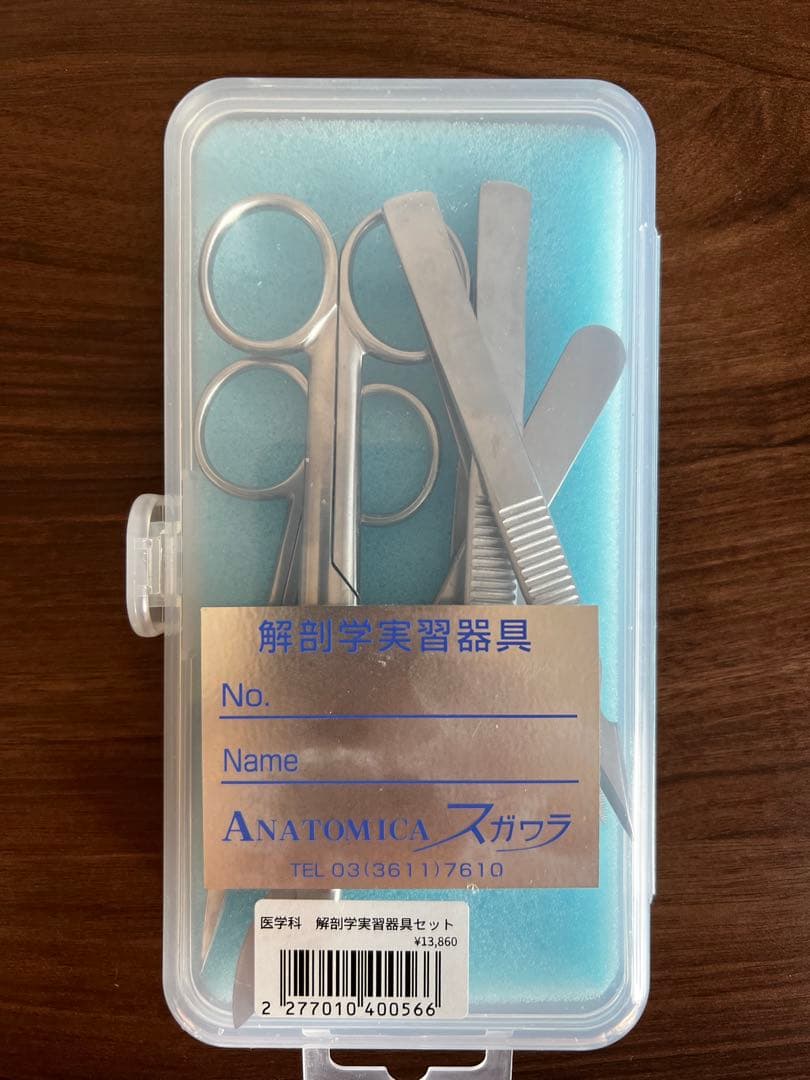 解剖学実習器具
No.
Name
ANATOMICA スガワラ
TEL 03(3611)7610
医学科 解剖学実習器具セット
¥13,860
2 277010 400566